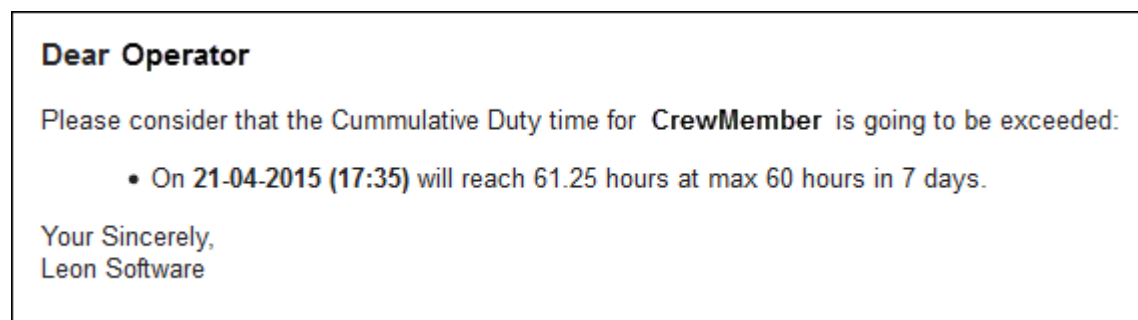 Dear Operator
Please consider that the Cummulative Duty time for CrewMember is going to be exceeded:
• On 21-04-2015 (17:35) will reach 61.25 hours at max 60 hours in 7 days.
Your Sincerely,
Leon Software